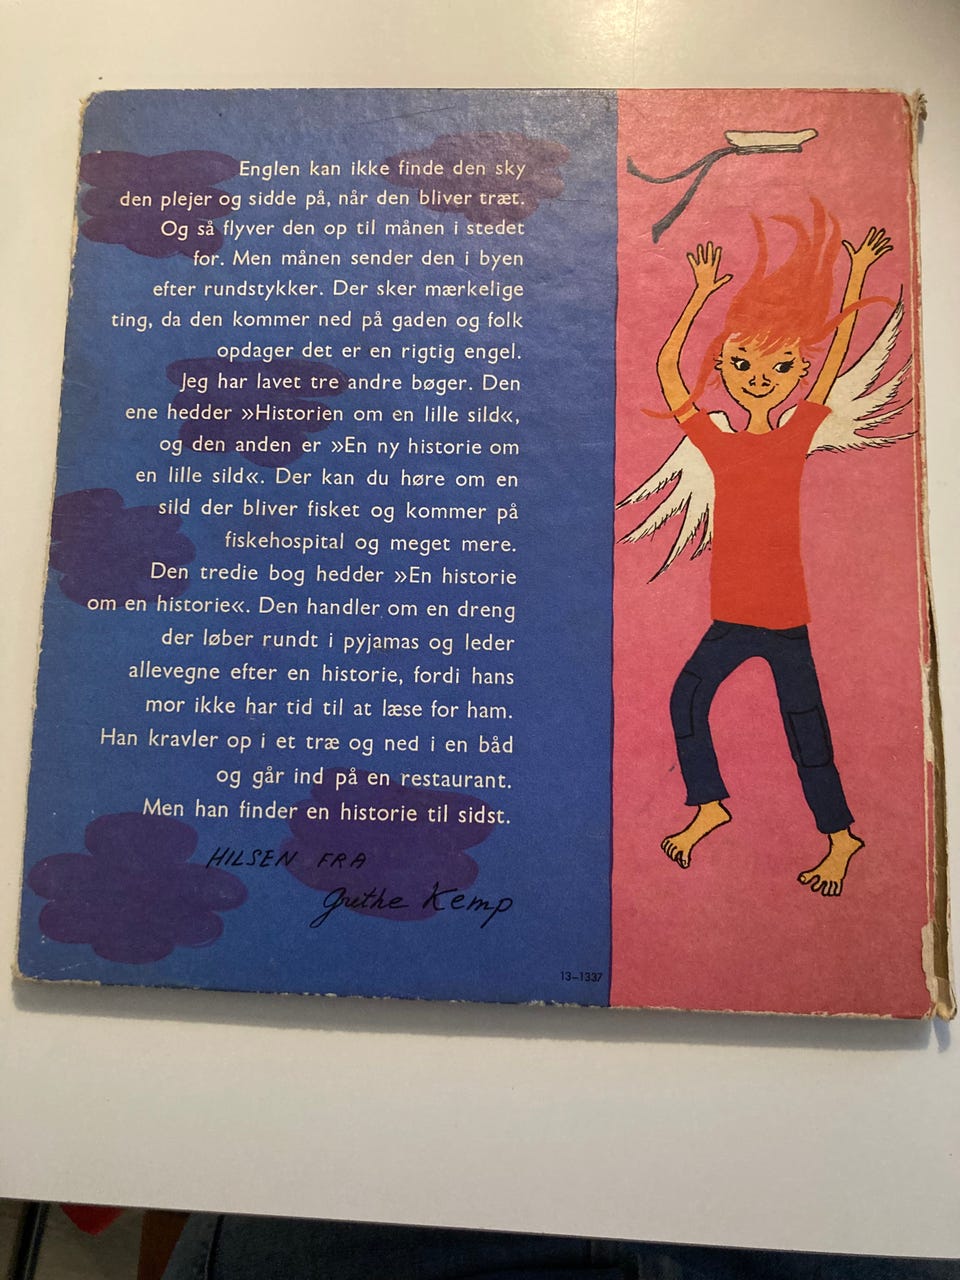 Englen kan ikke finde den sky
den plejer og sidde på, når den bliver træt.
Og så flyver den op til månen i stedet
for. Men månen sender den i byen
efter rundstykker. Der sker mærkelige
ting, da den kommer ned på gaden og folk
opdager det er en rigtig engel.
Jeg har lavet tre andre bøger. Den
ene hedder »Historien om en lille sild«,
og den anden er »En ny historie om
en lille sild«. Der kan du høre om en
sild der bliver fisket og kommer på
fiskehospital og meget mere.
Den tredie bog hedder »En historie
om en historie«. Den handler om en dreng
der løber rundt i pyjamas og leder
allevegne efter en historie, fordi hans
mor ikke har tid til at læse for ham.
Han kravler op i et træ og ned i en båd
og går ind på en restaurant.
Men han finder en historie til sidst.
HILSEN FRA
Grethe Kemp
13–1337